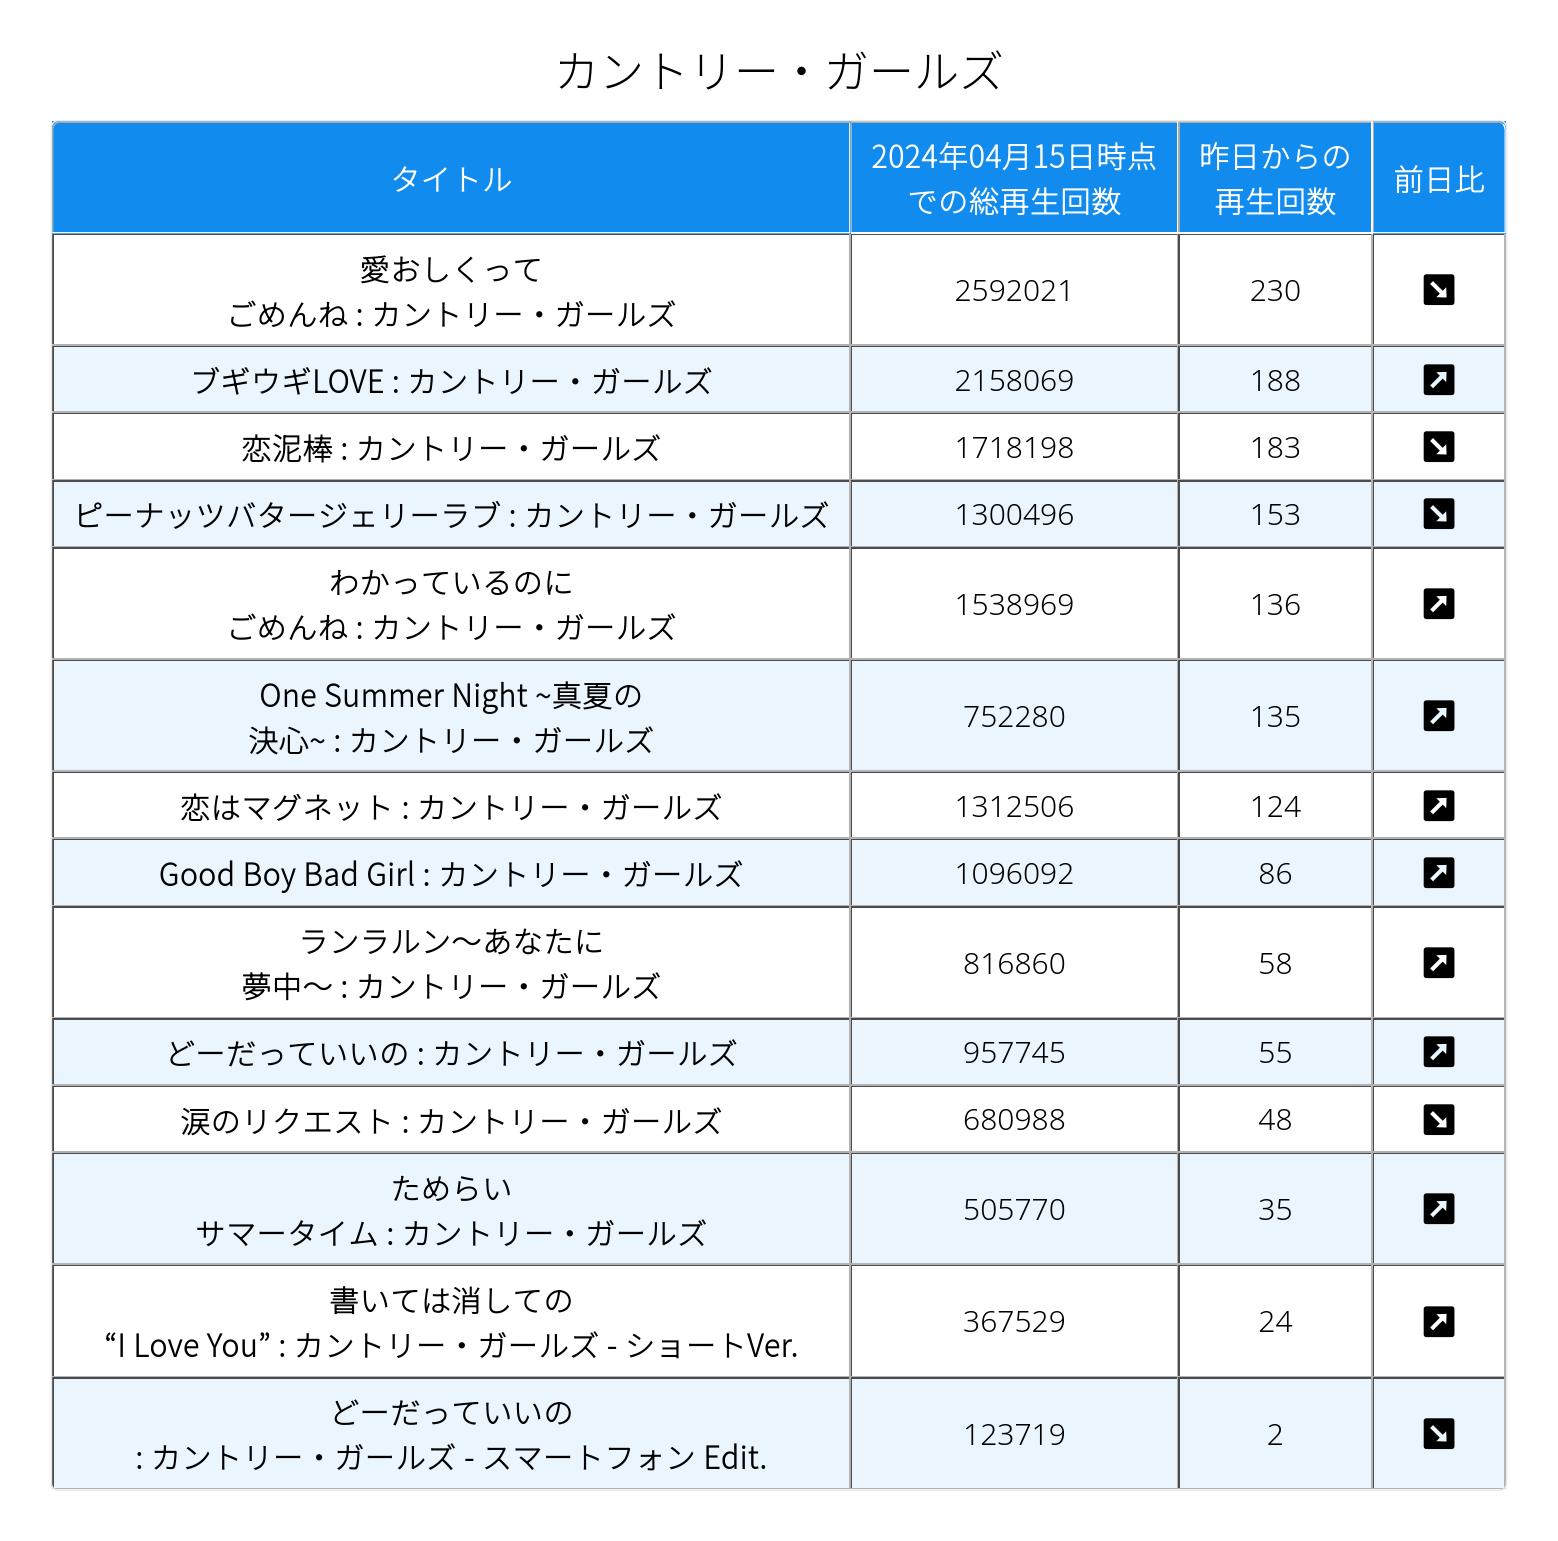 カントリー・ガールズ
タイトル
2024年04月15日時点
での総再生回数
昨日からの
再生回数
前日比
愛おしくって
ごめんね : カントリー・ガールズ
2592021
230
ブギウギLOVE : カントリー・ガールズ
2158069
188
恋泥棒 : カントリー・ガールズ
1718198
183
ピーナッツバタージェリーラブ : カントリー・ガールズ
1300496
153
わかっているのに
ごめんね : カントリー・ガールズ
1538969
136
One Summer Night ~真夏の
決心~ : カントリー・ガールズ
752280
135
恋はマグネット : カントリー・ガールズ
1312506
124
Good Boy Bad Girl : カントリー・ガールズ
1096092
86
ランラルン〜あなたに
夢中〜 : カントリー・ガールズ
816860
58
どーだっていいの : カントリー・ガールズ
957745
55
涙のリクエスト : カントリー・ガールズ
680988
48
ためらい
サマータイム : カントリー・ガールズ
505770
35
書いては消しての
“I Love You” : カントリー・ガールズ - ショートVer.
367529
24
どーだっていいの
: カントリー・ガールズ - スマートフォン Edit.
123719
2